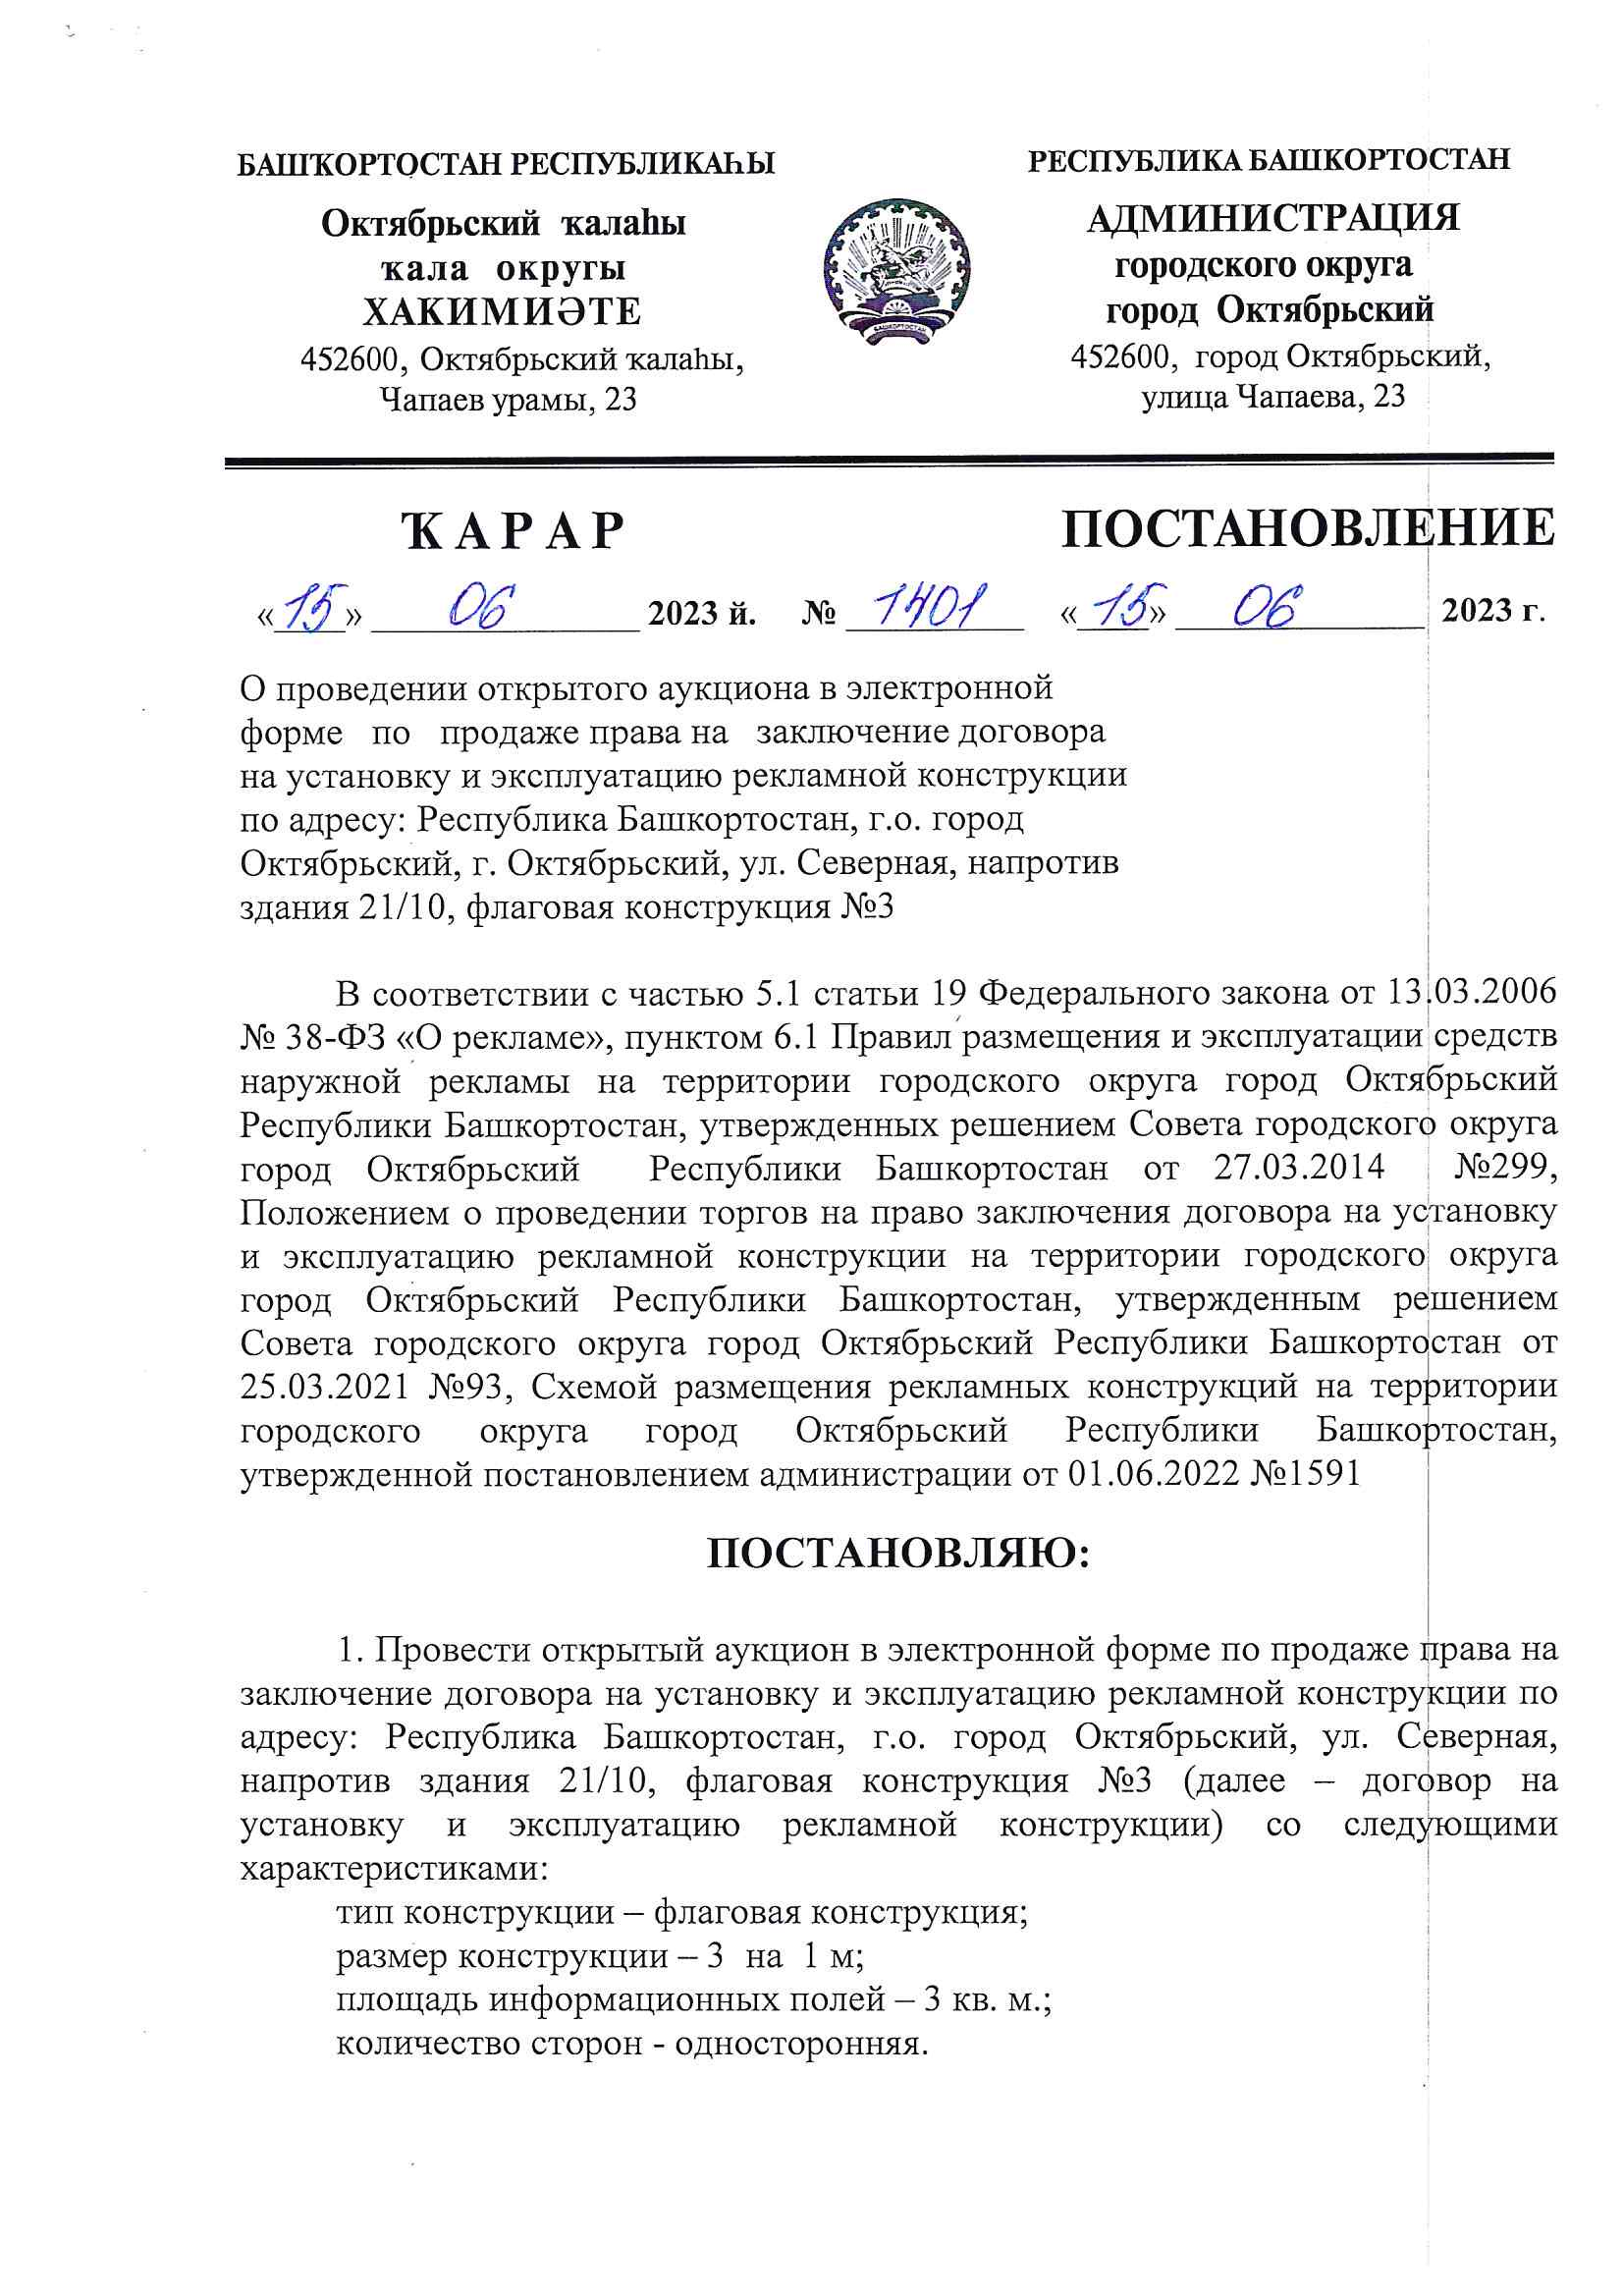 БАШҠОРТОСТАН РЕСПУБЛИКАҺЫ
Октябрьский ҡалаһы
ҡала округы
ХАКИМИӘТЕ
452600, Октябрьский ҡалаһы,
Чапаев урамы, 23
БАШКОРТОСТАН
РЕСПУБЛИКА БАШКОРТОСТАН
АДМИНИСТРАЦИЯ
городского округа
город Октябрьский
452600, город Октябрьский,
улица Чапаева, 23
ҠАРАР
ПОСТАНОВЛЕНИЕ
«15» 06 2023 й. № 1401 «15» 06 2023 г.
О проведении открытого аукциона в электронной
форме по продаже права на заключение договора
на установку и эксплуатацию рекламной конструкции
по адресу: Республика Башкортостан, г.о. город
Октябрьский, г. Октябрьский, ул. Северная, напротив
здания 21/10, флаговая конструкция №3
В соответствии с частью 5.1 статьи 19 Федерального закона от 13.03.2006
№ 38-ФЗ «О рекламе», пунктом 6.1 Правил размещения и эксплуатации средств
наружной рекламы на территории городского округа город Октябрьский
Республики Башкортостан, утвержденных решением Совета городского округа
город Октябрьский Республики Башкортостан от 27.03.2014 №299,
Положением о проведении торгов на право заключения договора на установку
и эксплуатацию рекламной конструкции на территории городского округа
город Октябрьский Республики Башкортостан, утвержденным решением
Совета городского округа город Октябрьский Республики Башкортостан от
25.03.2021 №93, Схемой размещения рекламных конструкций на территории
городского округа город Октябрьский Республики Башкортостан,
утвержденной постановлением администрации от 01.06.2022 №1591
ПОСТАНОВЛЯЮ:
1. Провести открытый аукцион в электронной форме по продаже права на
заключение договора на установку и эксплуатацию рекламной конструкции по
адресу: Республика Башкортостан, г.о. город Октябрьский, ул. Северная,
напротив здания 21/10, флаговая конструкция №3 (далее – договор на
установку и эксплуатацию рекламной конструкции) со следующими
характеристиками:
тип конструкции – флаговая конструкция;
размер конструкции – 3 на 1 м;
площадь информационных полей – 3 кв. м.;
количество сторон - односторонняя.